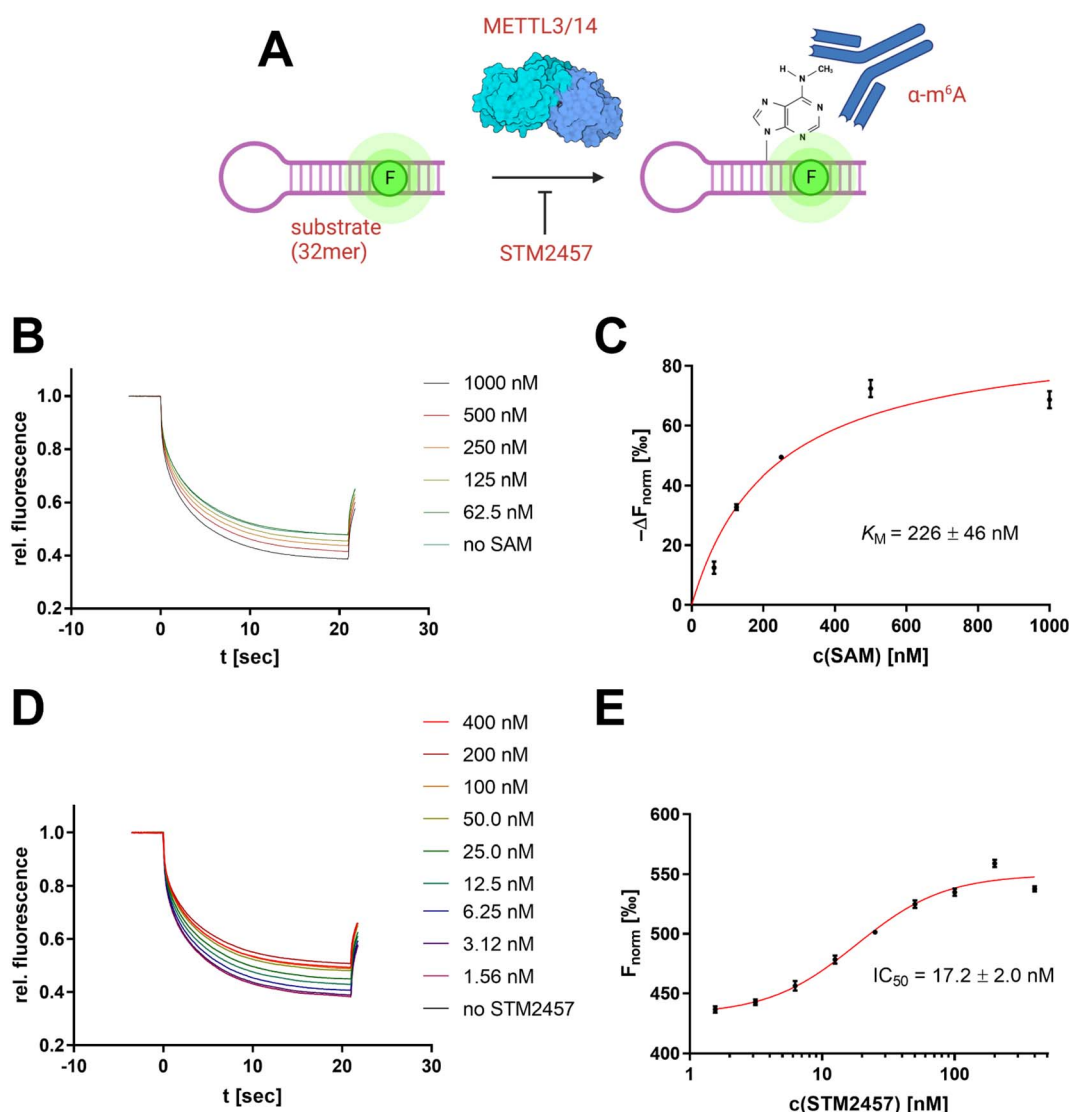 A
METTL3/14
H
N
CH₃
N
N
N
N
α-m⁶A
F
F
substrate
(32mer)
STM2457
B
rel. fluorescence
1.0
0.8
0.6
0.4
0.2
-10
0
10
20
30
t [sec]
1000 nM
500 nM
250 nM
125 nM
62.5 nM
no SAM
C
−ΔFnorm [‰]
80
60
40
20
0
0
200
400
600
800
1000
c(SAM) [nM]
KM = 226 ± 46 nM
D
rel. fluorescence
1.0
0.8
0.6
0.4
0.2
-10
0
10
20
30
t [sec]
400 nM
200 nM
100 nM
50.0 nM
25.0 nM
12.5 nM
6.25 nM
3.12 nM
1.56 nM
no STM2457
E
Fnorm [‰]
600
550
500
450
400
1
10
100
c(STM2457) [nM]
IC50 = 17.2 ± 2.0 nM